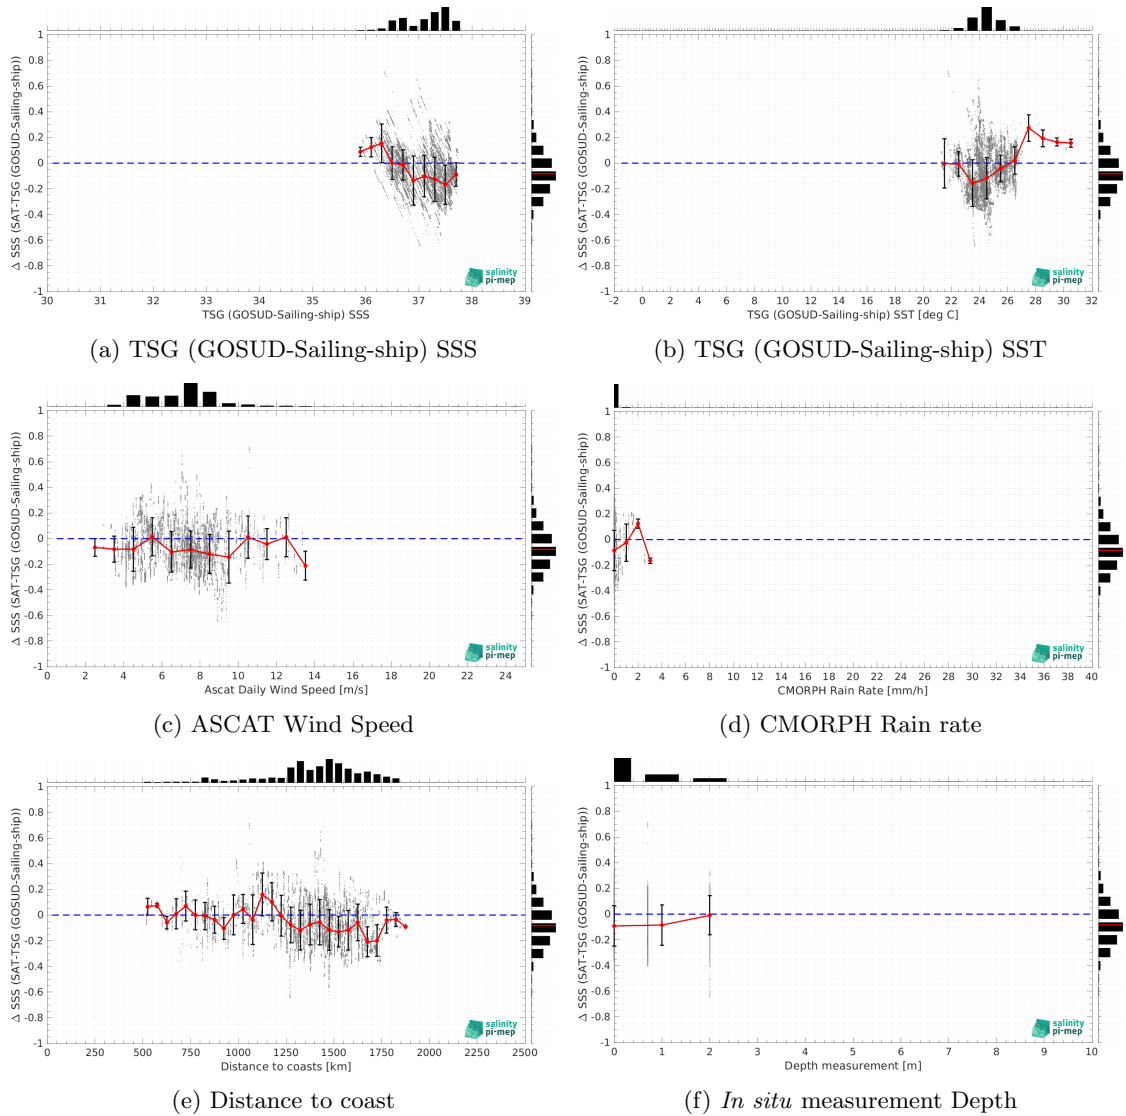 1
0.8
0.6
0.4
0.2
0
-0.2
-0.4
-0.6
-0.8
-1
Δ SSS (SAT-TSG (GOSUD-Sailing-ship))
30 31 32 33 34 35 36 37 38 39
TSG (GOSUD-Sailing-ship) SSS
salinity
pi-mep
(a) TSG (GOSUD-Sailing-ship) SSS
1
0.8
0.6
0.4
0.2
0
-0.2
-0.4
-0.6
-0.8
-1
Δ SSS (SAT-TSG (GOSUD-Sailing-ship))
-2 0 2 4 6 8 10 12 14 16 18 20 22 24 26 28 30 32
TSG (GOSUD-Sailing-ship) SST [deg C]
salinity
pi-mep
(b) TSG (GOSUD-Sailing-ship) SST
1
0.8
0.6
0.4
0.2
0
-0.2
-0.4
-0.6
-0.8
-1
Δ SSS (SAT-TSG (GOSUD-Sailing-ship))
0 2 4 6 8 10 12 14 16 18 20 22 24
Ascat Daily Wind Speed [m/s]
salinity
pi-mep
(c) ASCAT Wind Speed
1
0.8
0.6
0.4
0.2
0
-0.2
-0.4
-0.6
-0.8
-1
Δ SSS (SAT-TSG (GOSUD-Sailing-ship))
0 2 4 6 8 10 12 14 16 18 20 22 24 26 28 30 32 34 36 38 40
CMORPH Rain Rate [mm/h]
salinity
pi-mep
(d) CMORPH Rain rate
1
0.8
0.6
0.4
0.2
0
-0.2
-0.4
-0.6
-0.8
-1
Δ SSS (SAT-TSG (GOSUD-Sailing-ship))
0 250 500 750 1000 1250 1500 1750 2000 2250 2500
Distance to coasts [km]
salinity
pi-mep
(e) Distance to coast
1
0.8
0.6
0.4
0.2
0
-0.2
-0.4
-0.6
-0.8
-1
Δ SSS (SAT-TSG (GOSUD-Sailing-ship))
0 1 2 3 4 5 6 7 8 9 10
Depth measurement [m]
salinity
pi-mep
(f) In situ measurement Depth